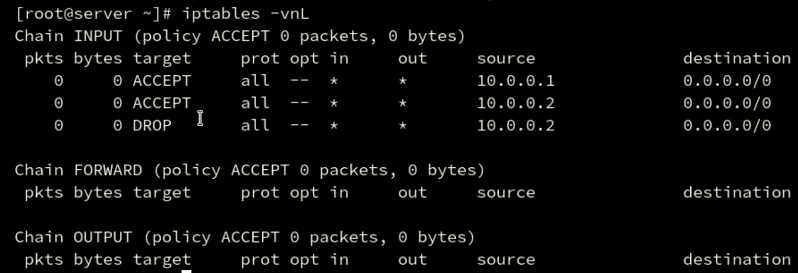 [root@server ~]# iptables -vnL
Chain INPUT (policy ACCEPT 0 packets, 0 bytes)
pkts bytes target prot opt in out source destination
0 0 ACCEPT all -- * * 10.0.0.1 0.0.0.0/0
0 0 ACCEPT all -- * * 10.0.0.2 0.0.0.0/0
0 0 DROP all -- * * 10.0.0.2 0.0.0.0/0
Chain FORWARD (policy ACCEPT 0 packets, 0 bytes)
pkts bytes target prot opt in out source destination
Chain OUTPUT (policy ACCEPT 0 packets, 0 bytes)
pkts bytes target prot opt in out source destination